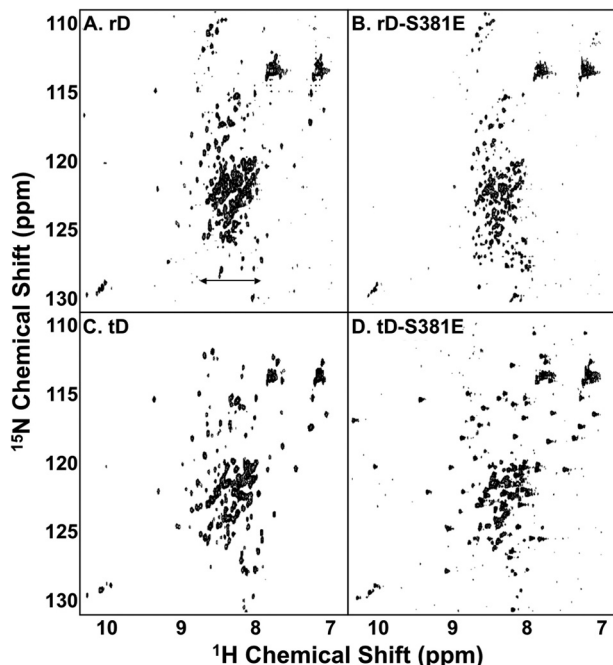 A. rD
B. rD-S381E
110
115
120
125
130
C. tD
D. tD-S381E
110
115
120
125
130
15N Chemical Shift (ppm)
10 9 8 7
10 9 8 7
1H Chemical Shift (ppm)